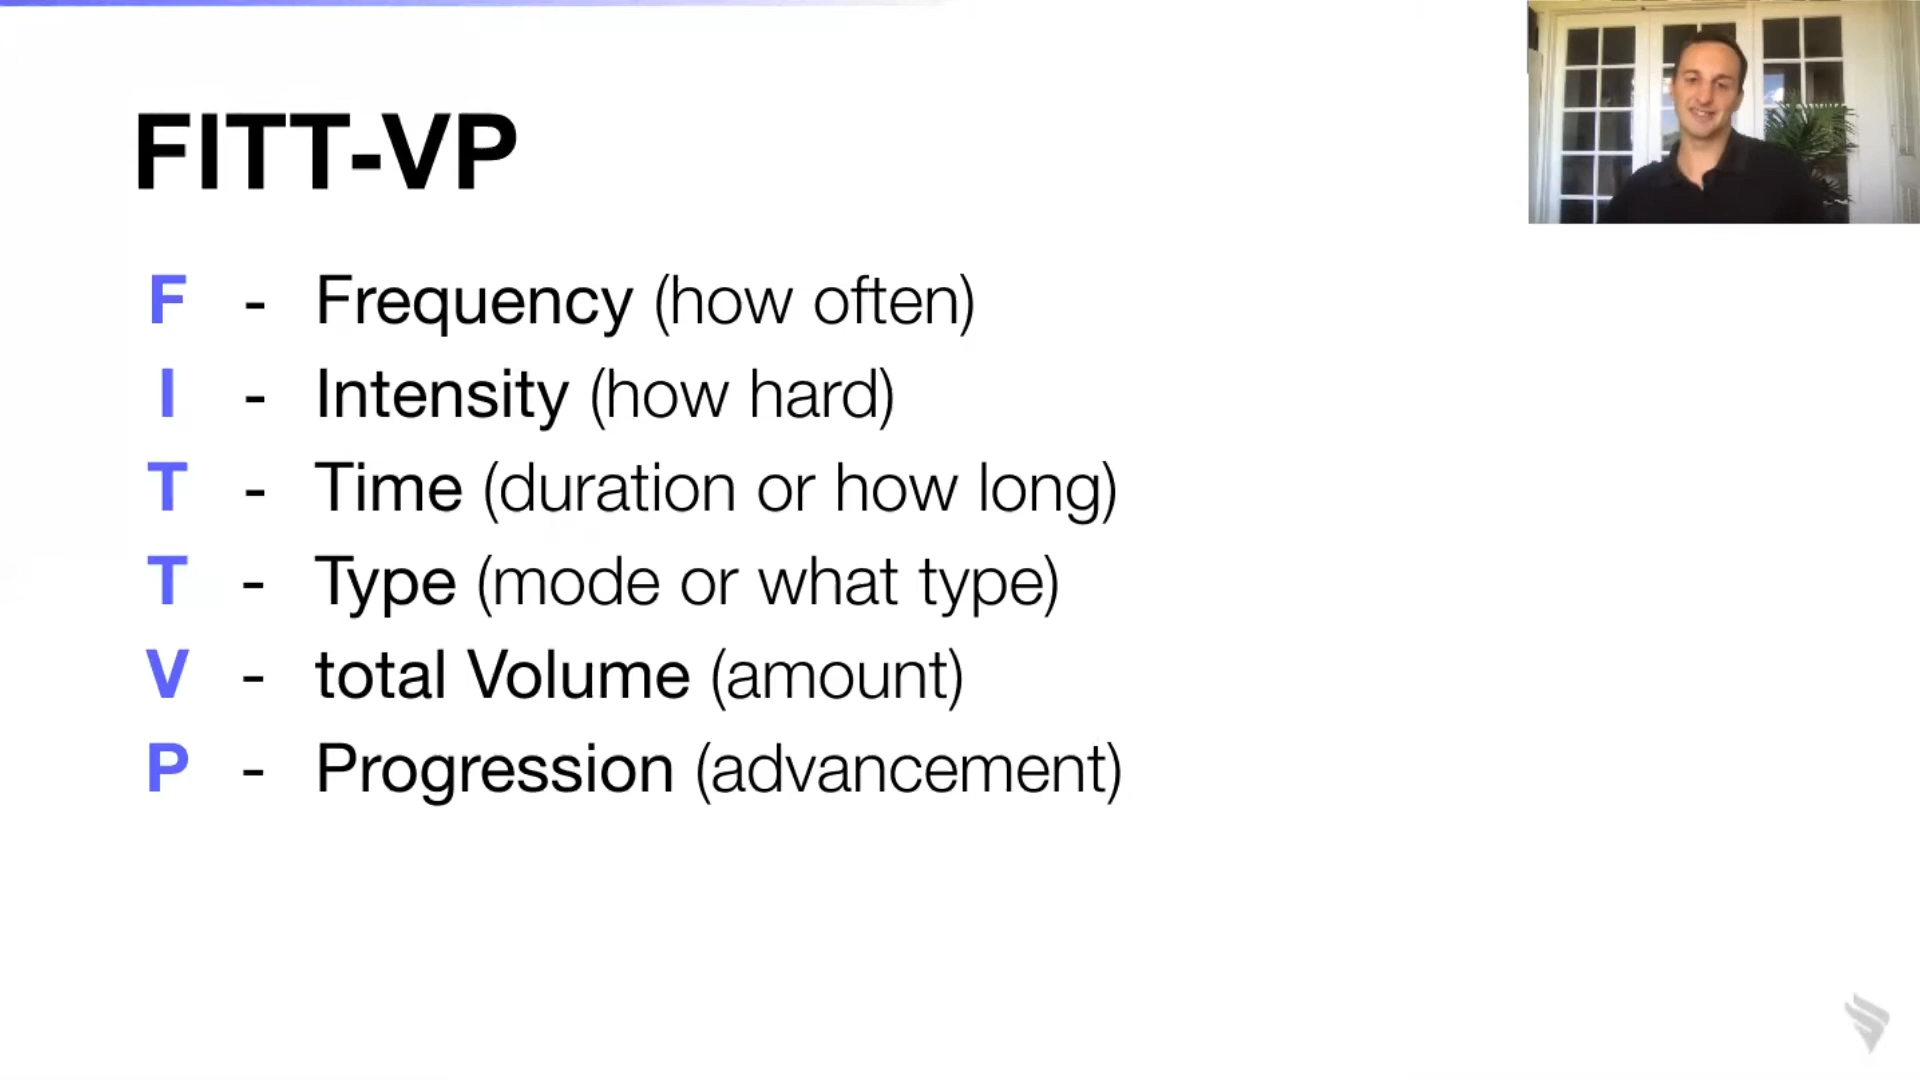 FITT-VP
F - Frequency (how often)
I - Intensity (how hard)
T - Time (duration or how long)
T - Type (mode or what type)
V - total Volume (amount)
P - Progression (advancement)